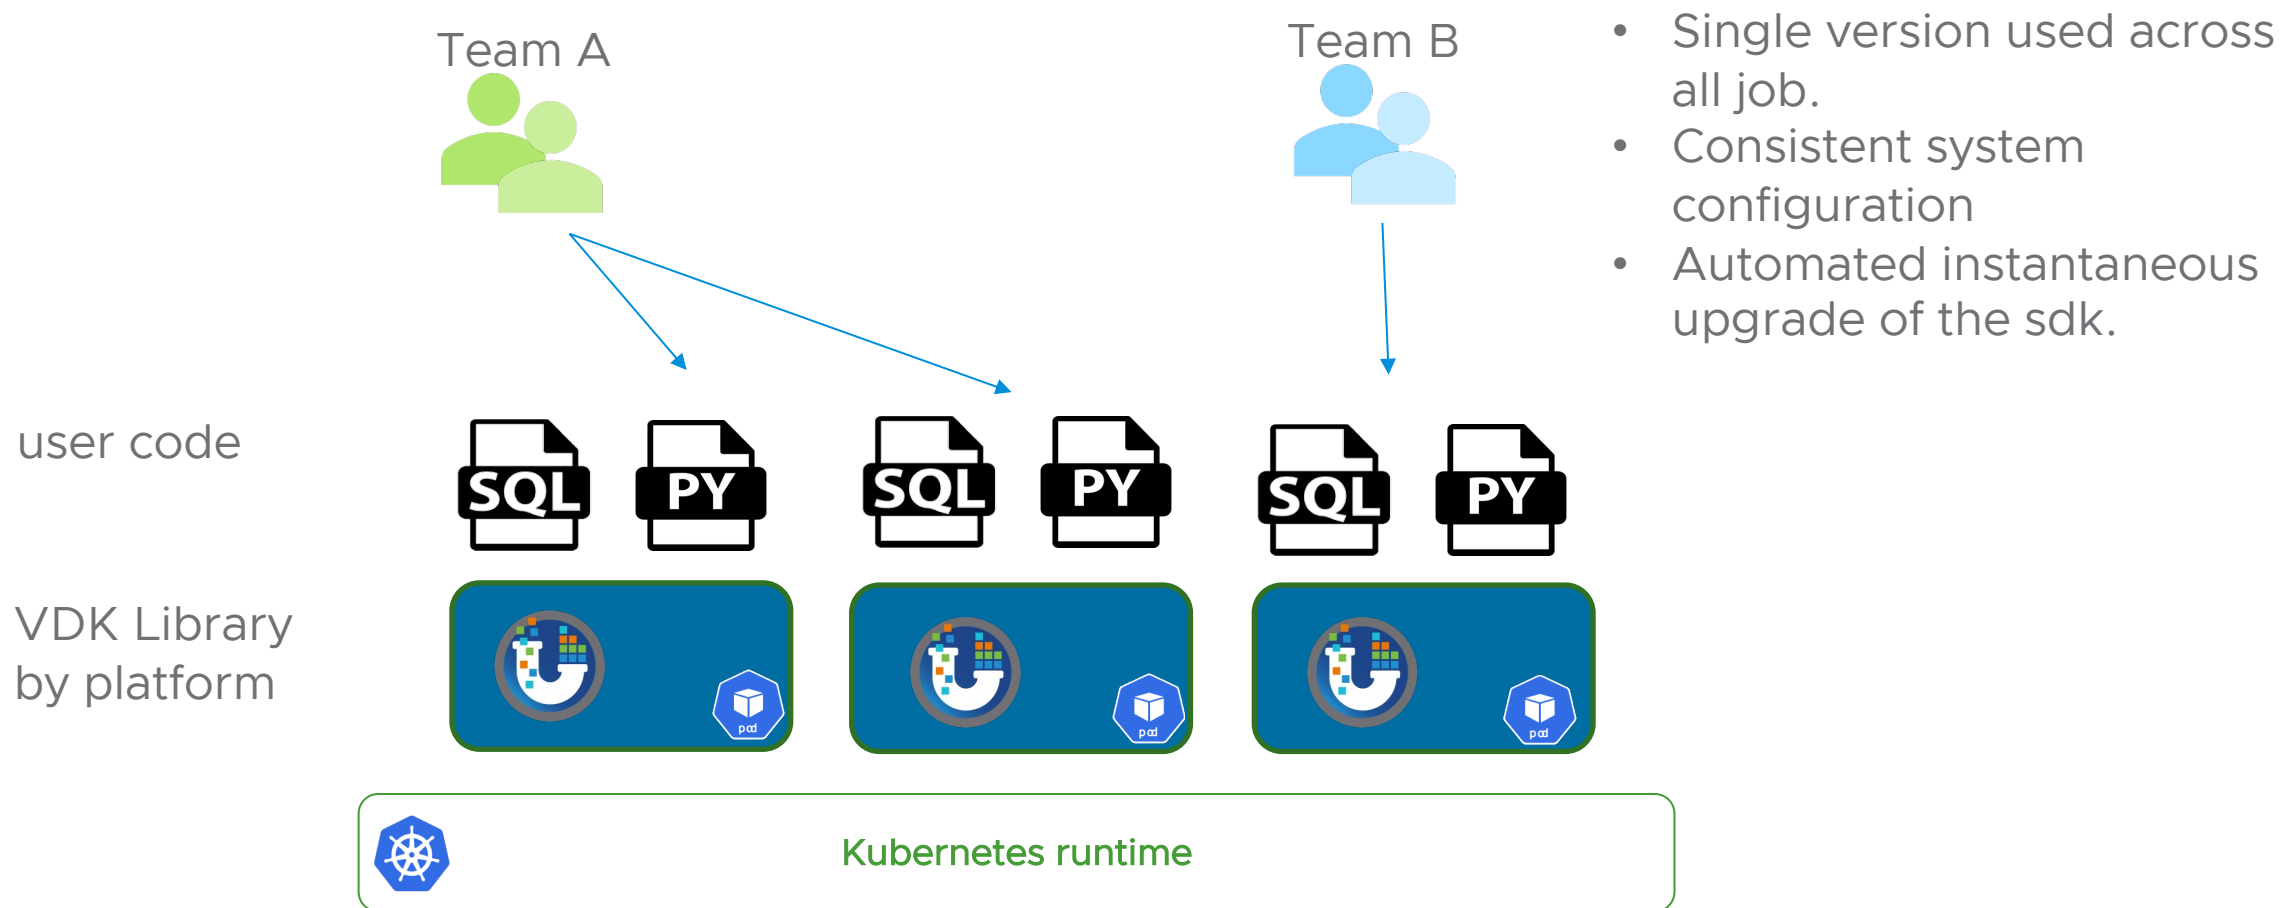 Team A
Team B
• Single version used across
all job.
• Consistent system
configuration
• Automated instantaneous
upgrade of the sdk.
user code
SQL
PY
SQL
PY
SQL
PY
VDK Library
by platform
pod
pod
pod
Kubernetes runtime